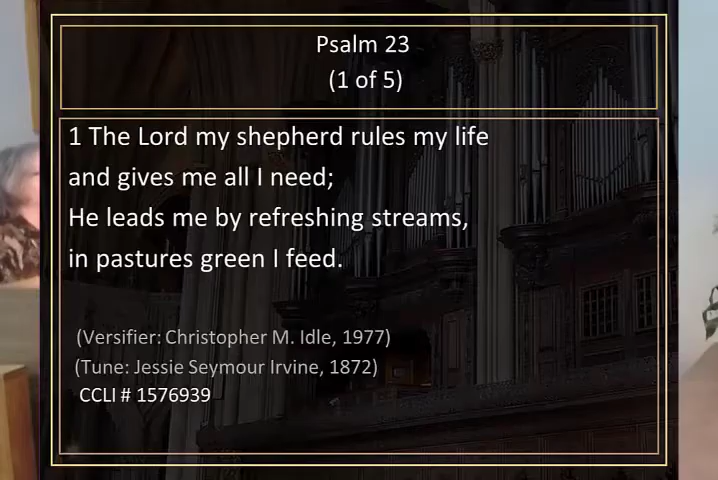 Psalm 23
(1 of 5)
1 The Lord my shepherd rules my life
and gives me all I need;
He leads me by refreshing streams,
in pastures green I feed.
(Versifier: Christopher M. Idle, 1977)
(Tune: Jessie Seymour Irvine, 1872)
CCLI # 1576939